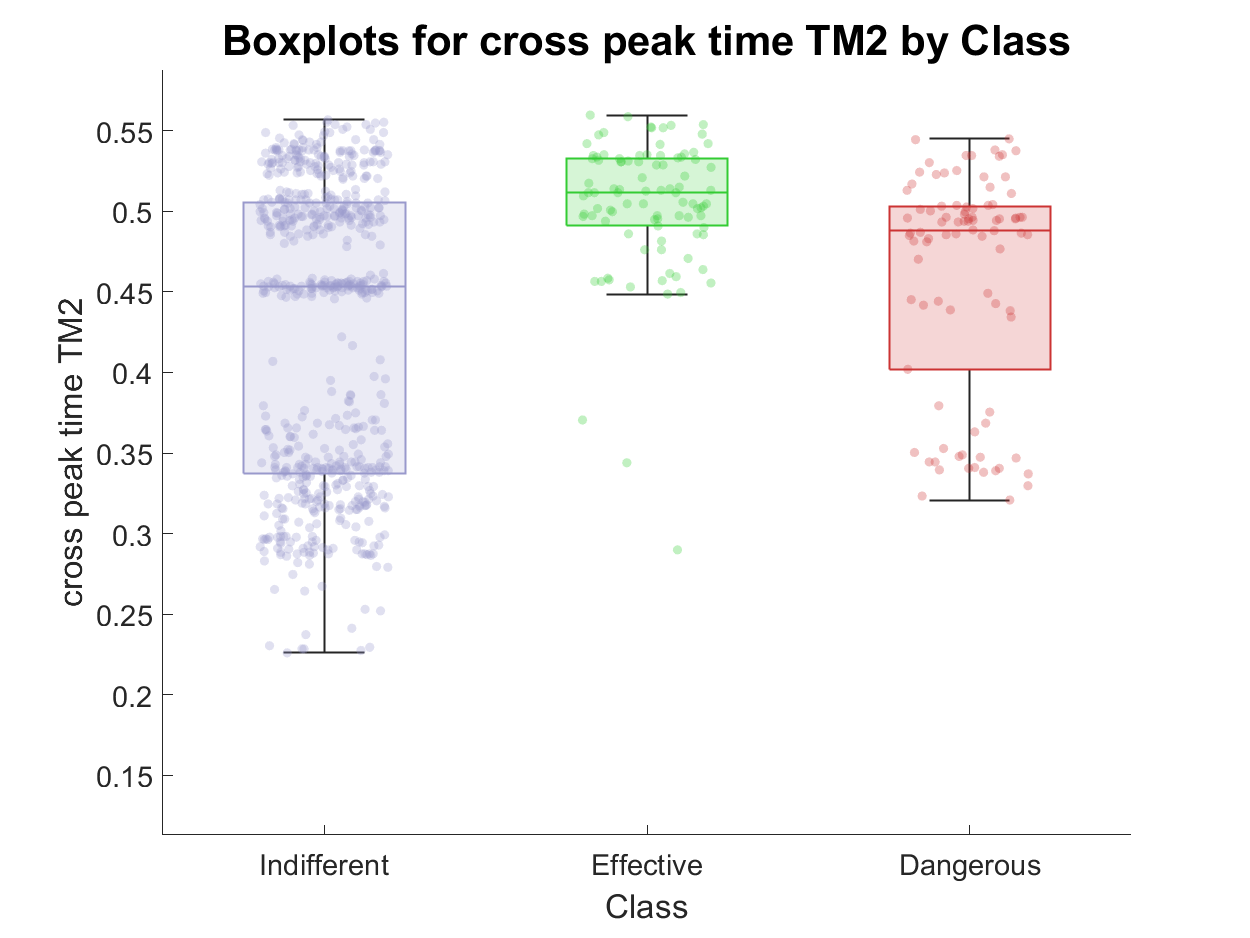 Boxplots for cross peak time TM2 by Class
cross peak time TM2
0.55
0.5
0.45
0.4
0.35
0.3
0.25
0.2
0.15
Indifferent
Effective
Dangerous
Class